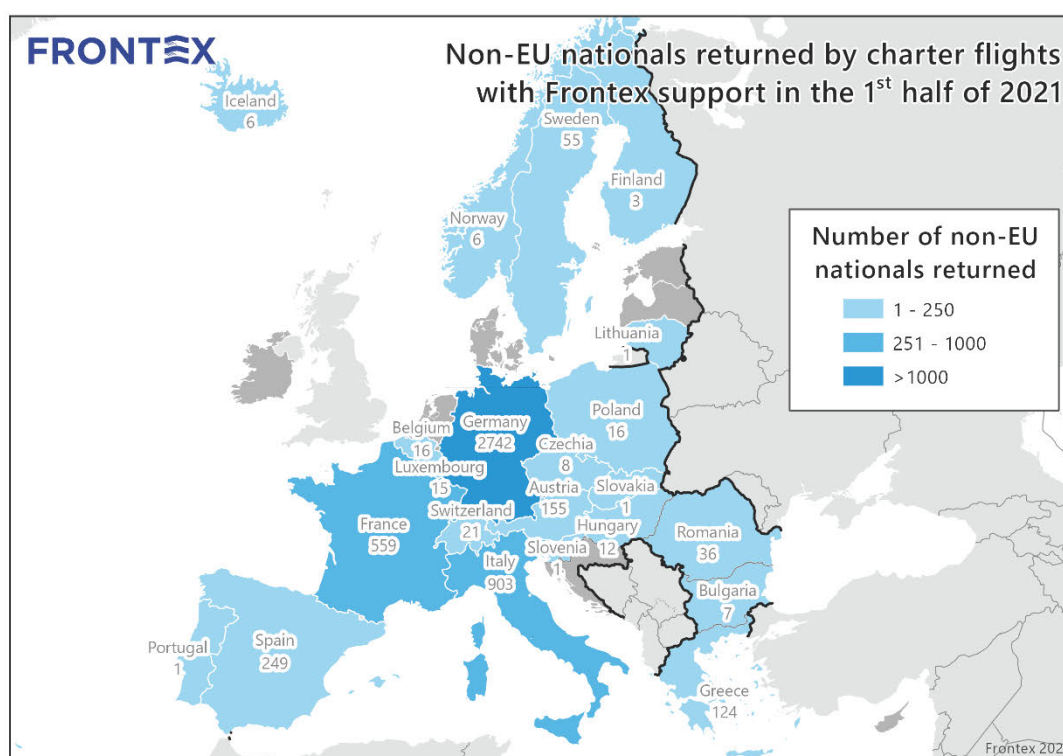 FRONTEX
Non-EU nationals returned by charter flights
with Frontex support in the 1st half of 2021
Iceland
6
Sweden
55
Finland
3
Norway
6
Number of non-EU
nationals returned
1 - 250
251 - 1000
>1000
Lithuania
1
Belgium
16
Germany
2742
Poland
16
Czechia
8
Luxembourg
15
Austria
155
Slovakia
1
Switzerland
21
France
559
Hungary
12
Romania
36
Slovenia
1
Italy
903
Bulgaria
7
Portugal
1
Spain
249
Greece
124
Frontex 202